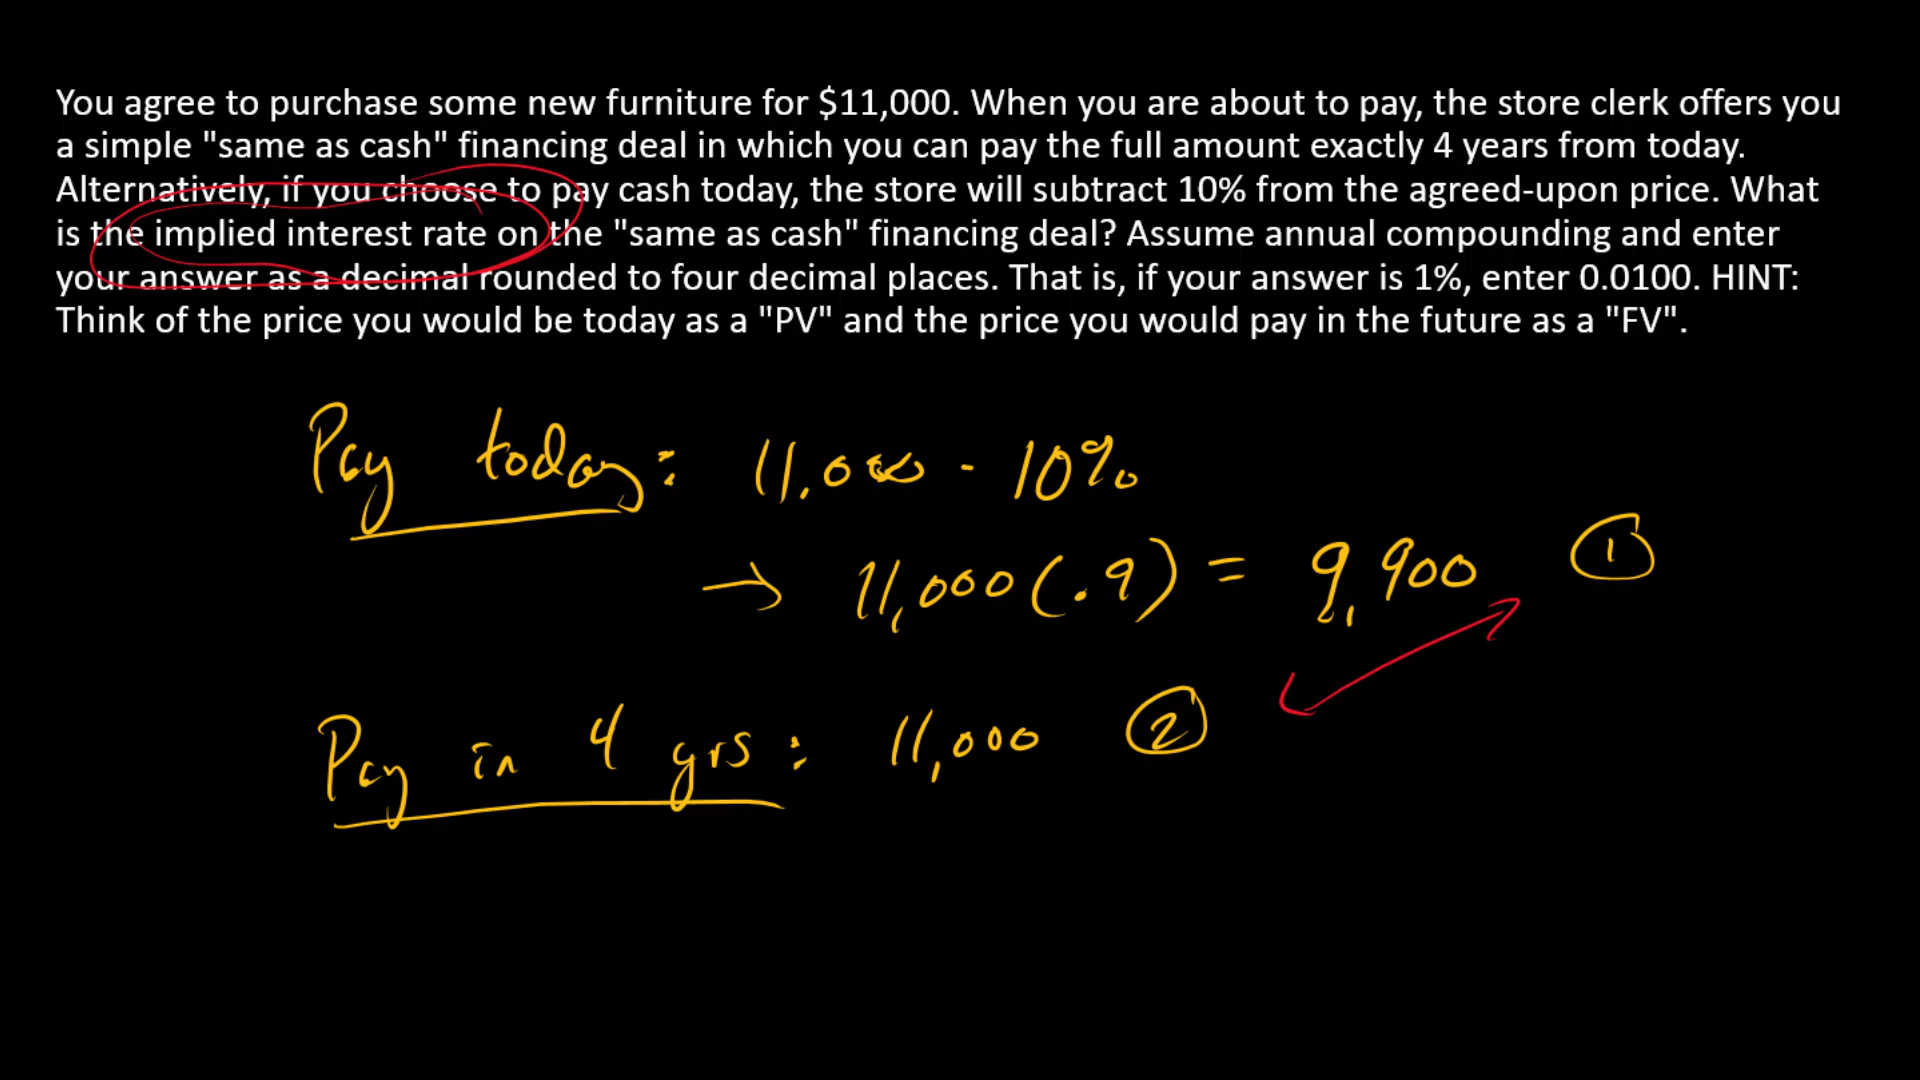 You agree to purchase some new furniture for $11,000. When you are about to pay, the store clerk offers you
a simple "same as cash" financing deal in which you can pay the full amount exactly 4 years from today.
Alternatively, if you choose to pay cash today, the store will subtract 10% from the agreed-upon price. What
is the implied interest rate on the "same as cash" financing deal? Assume annual compounding and enter
your answer as a decimal rounded to four decimal places. That is, if your answer is 1%, enter 0.0100. HINT:
Think of the price you would be today as a "PV" and the price you would pay in the future as a "FV".
Pay today: 11,000 - 10%
→ 11,000(.9) = 9,900 ①
Pay in 4 yrs: 11,000 ②